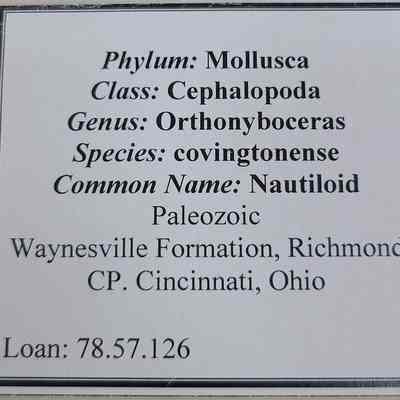 Phylum: Mollusca
Class: Cephalopoda
Genus: Orthonyboceras
Species: covingtonense
Common Name: Nautiloid
Paleozoic
Waynesville Formation, Richmond
CP. Cincinnati, Ohio
Loan: 78.57.126